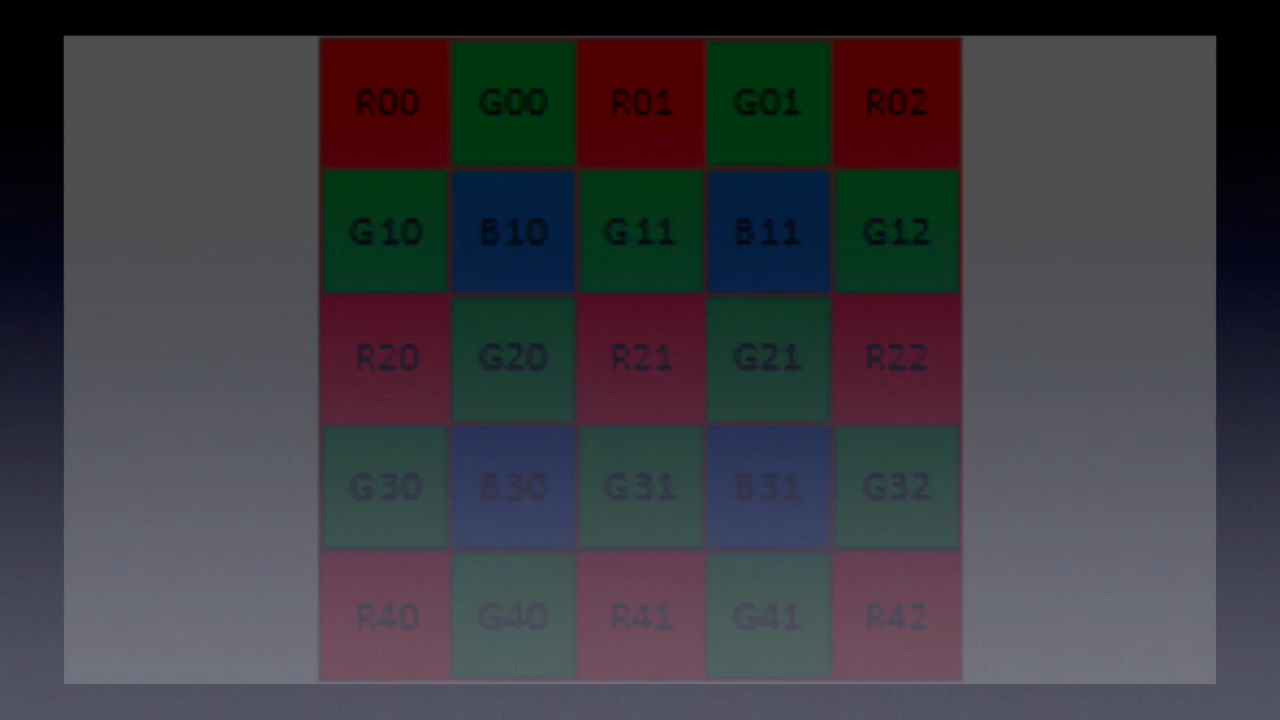 R00 G00 R01 G01 R02
G10 B10 G11 B11 G12
R20 G20 R21 G21 R22
G30 B30 G31 B31 G32
R40 G40 R41 G41 R42